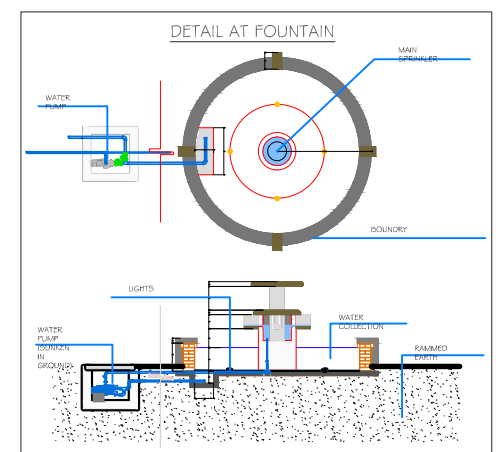 DETAIL AT FOUNTAIN
MAIN
SPRINKLER
WATER
PUMP
BOUNDRY
LIGHTS
WATER
COLLECTION
WATER
PUMP
(SUNKEN
IN
GROUND)
RAMMED
EARTH